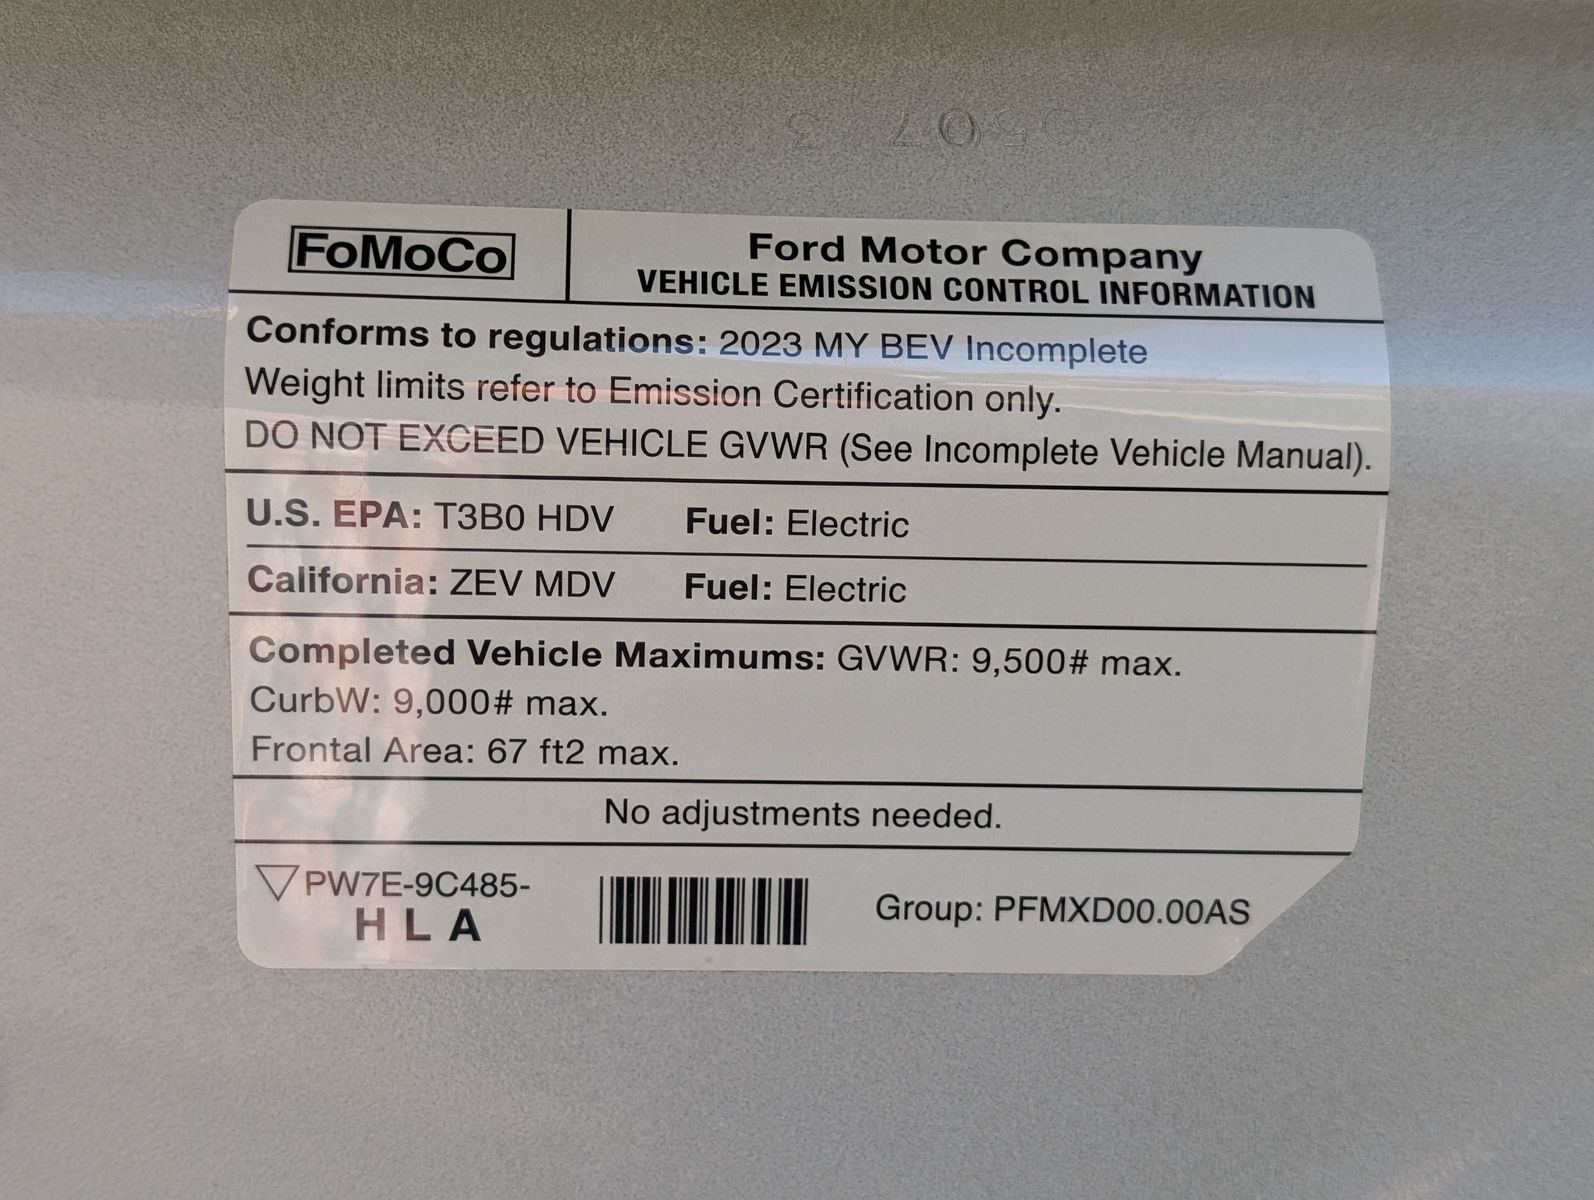 FoMoCo
Ford Motor Company
VEHICLE EMISSION CONTROL INFORMATION
Conforms to regulations: 2023 MY BEV Incomplete
Weight limits refer to Emission Certification only.
DO NOT EXCEED VEHICLE GVWR (See Incomplete Vehicle Manual).
U.S. EPA: T3B0 HDV Fuel: Electric
California: ZEV MDV Fuel: Electric
Completed Vehicle Maximums: GVWR: 9,500# max.
CurbW: 9,000# max.
Frontal Area: 67 ft2 max.
No adjustments needed.
PW7E-9C485-
H L A
Group: PFMXD00.00AS